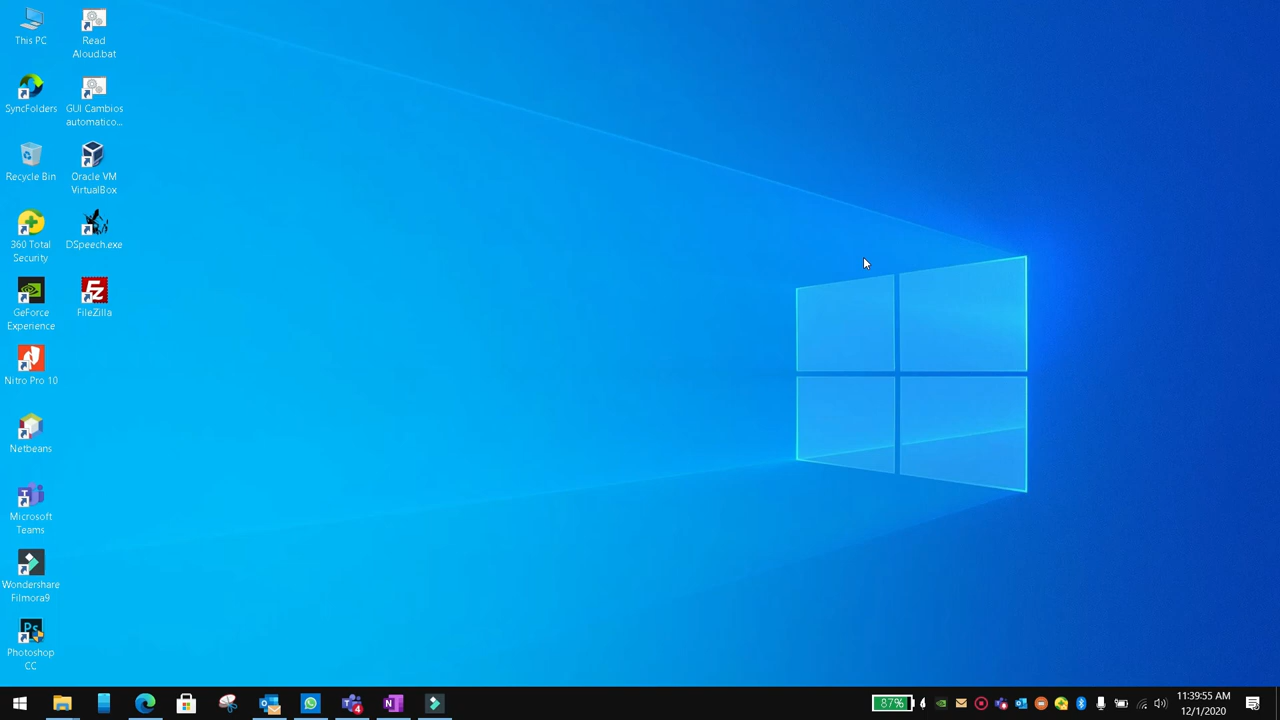 This PC
Read
Aloud.bat
SyncFolders
GUI Cambios
automatico...
Recycle Bin
Oracle VM
VirtualBox
360 Total
Security
DSpeech.exe
GeForce
Experience
FileZilla
Nitro Pro 10
Netbeans
Microsoft
Teams
Wondershare
Filmora9
Photoshop
CC
87%
11:39:55 AM
12/1/2020